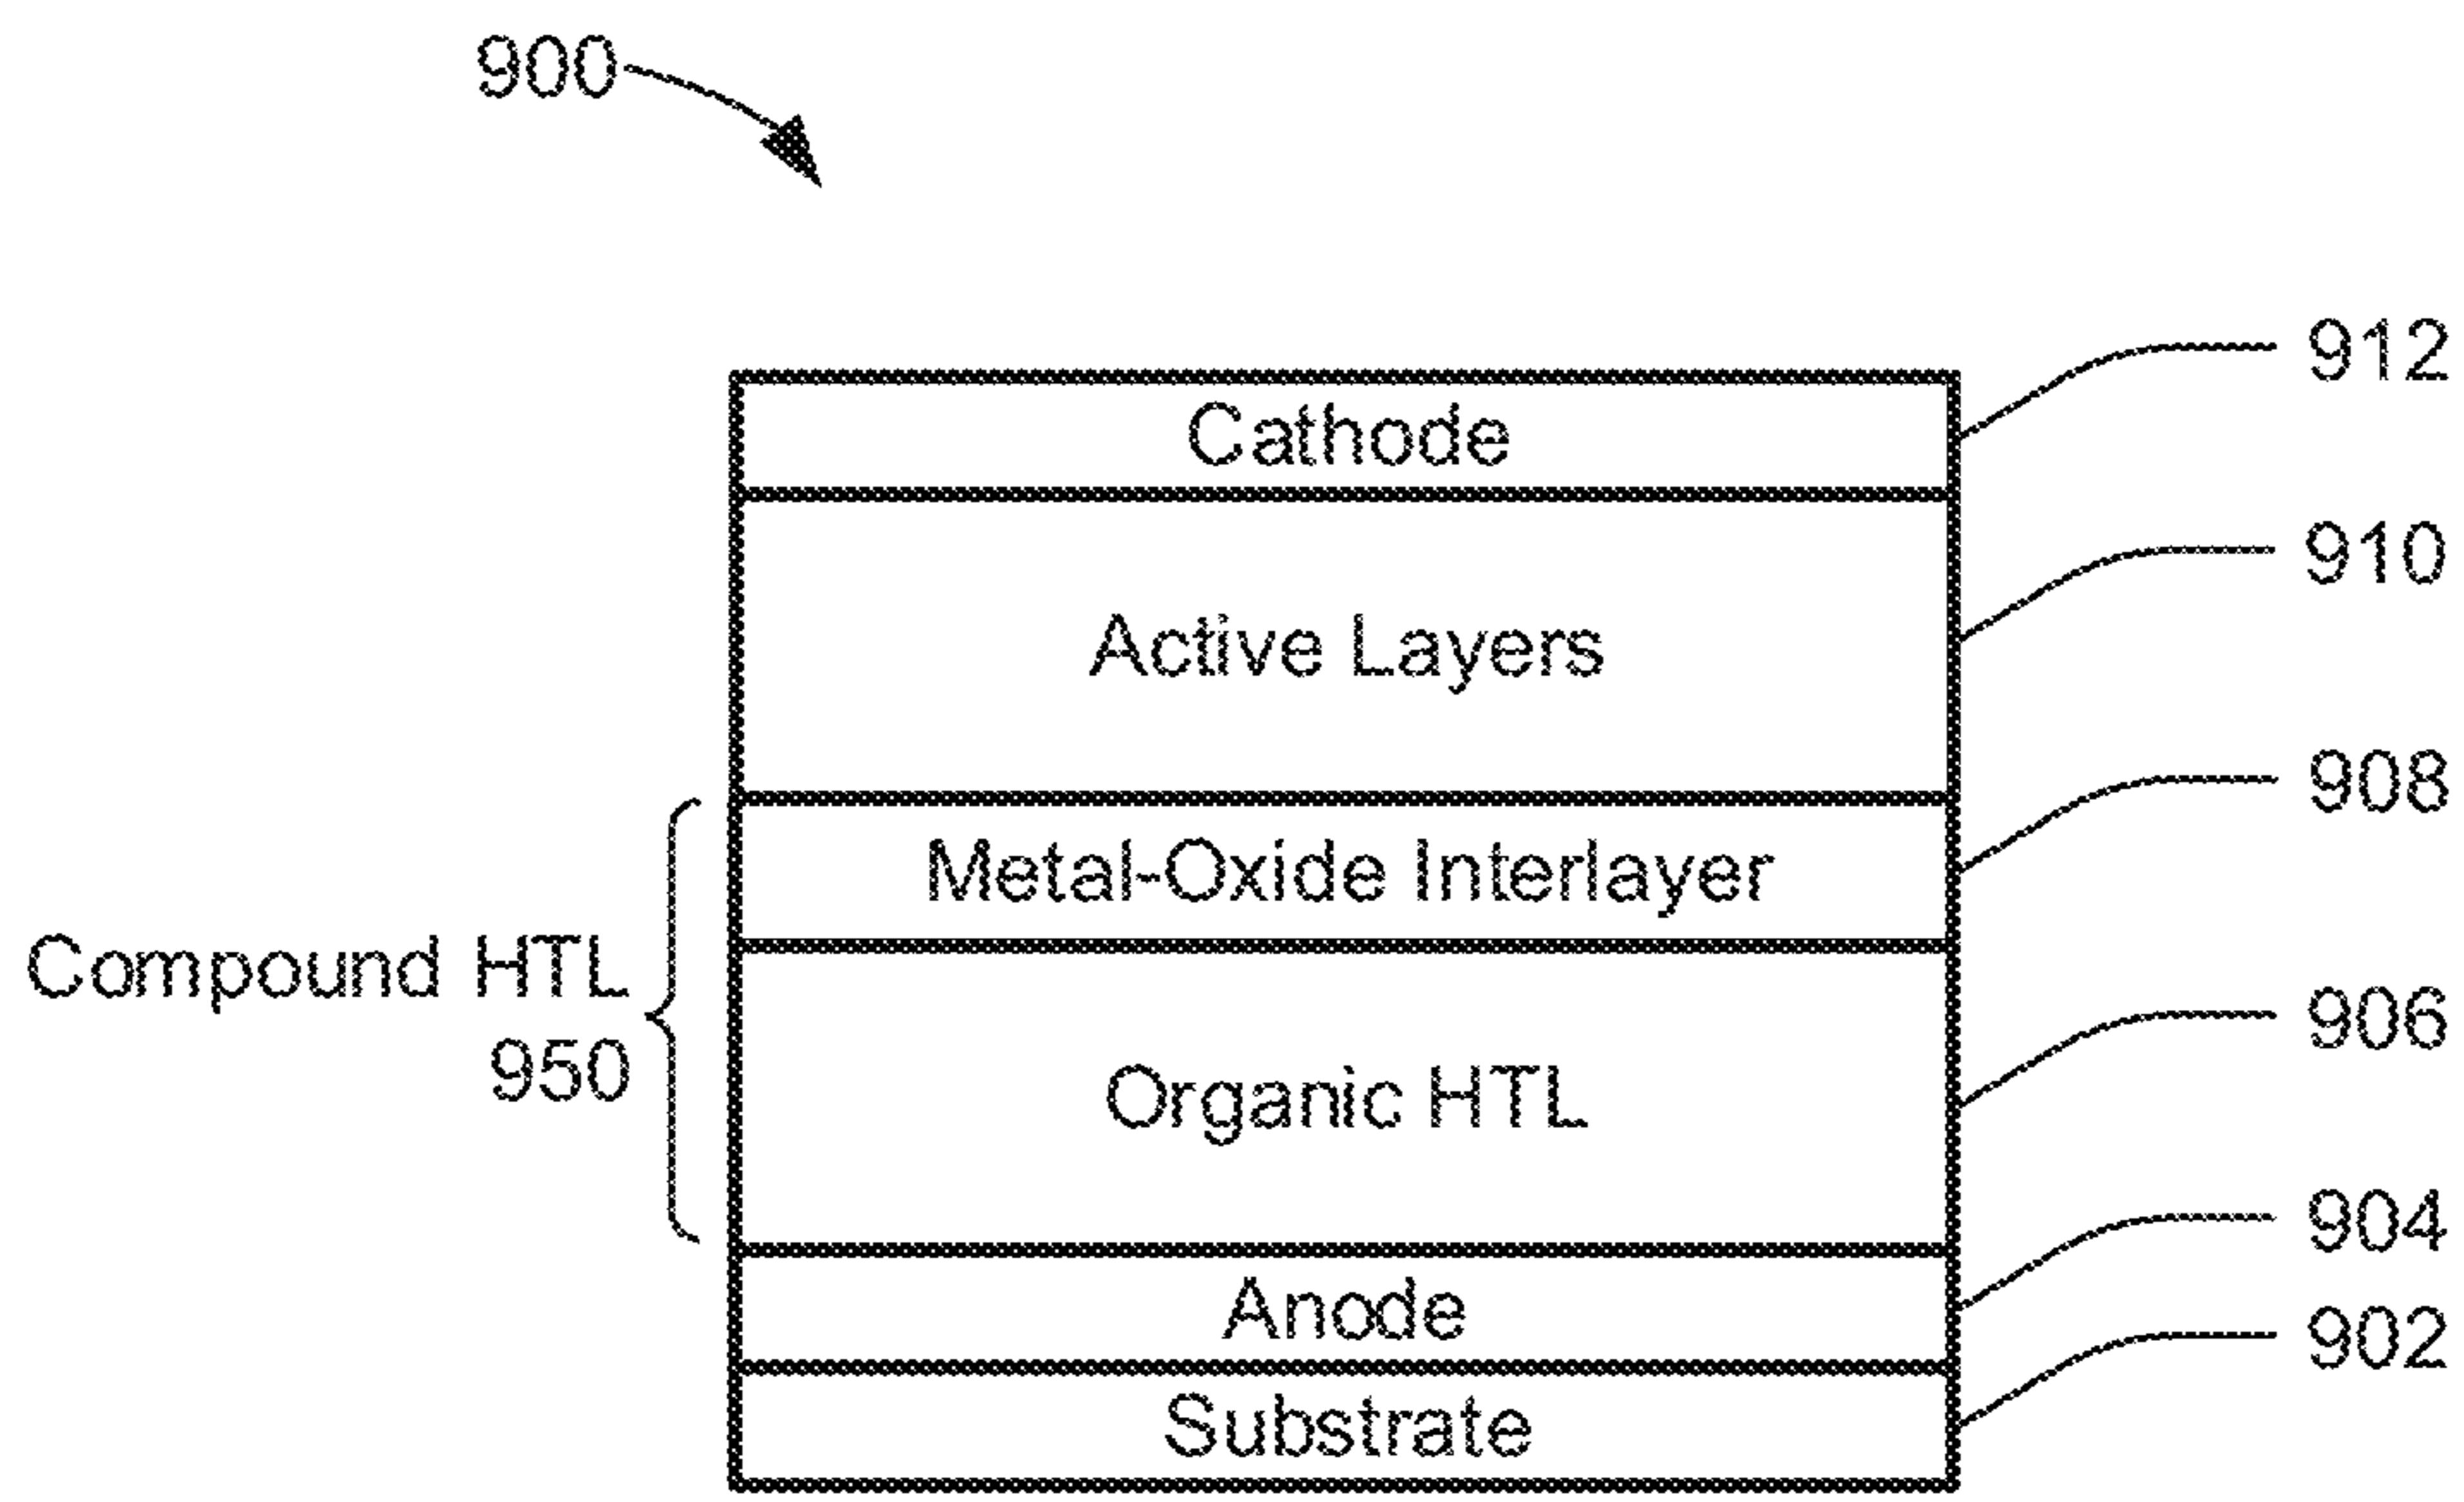 900
912
Cathode
910
Active Layers
908
Metal-Oxide Interlayer
Compound HTL
950
906
Organic HTL
904
Anode
902
Substrate